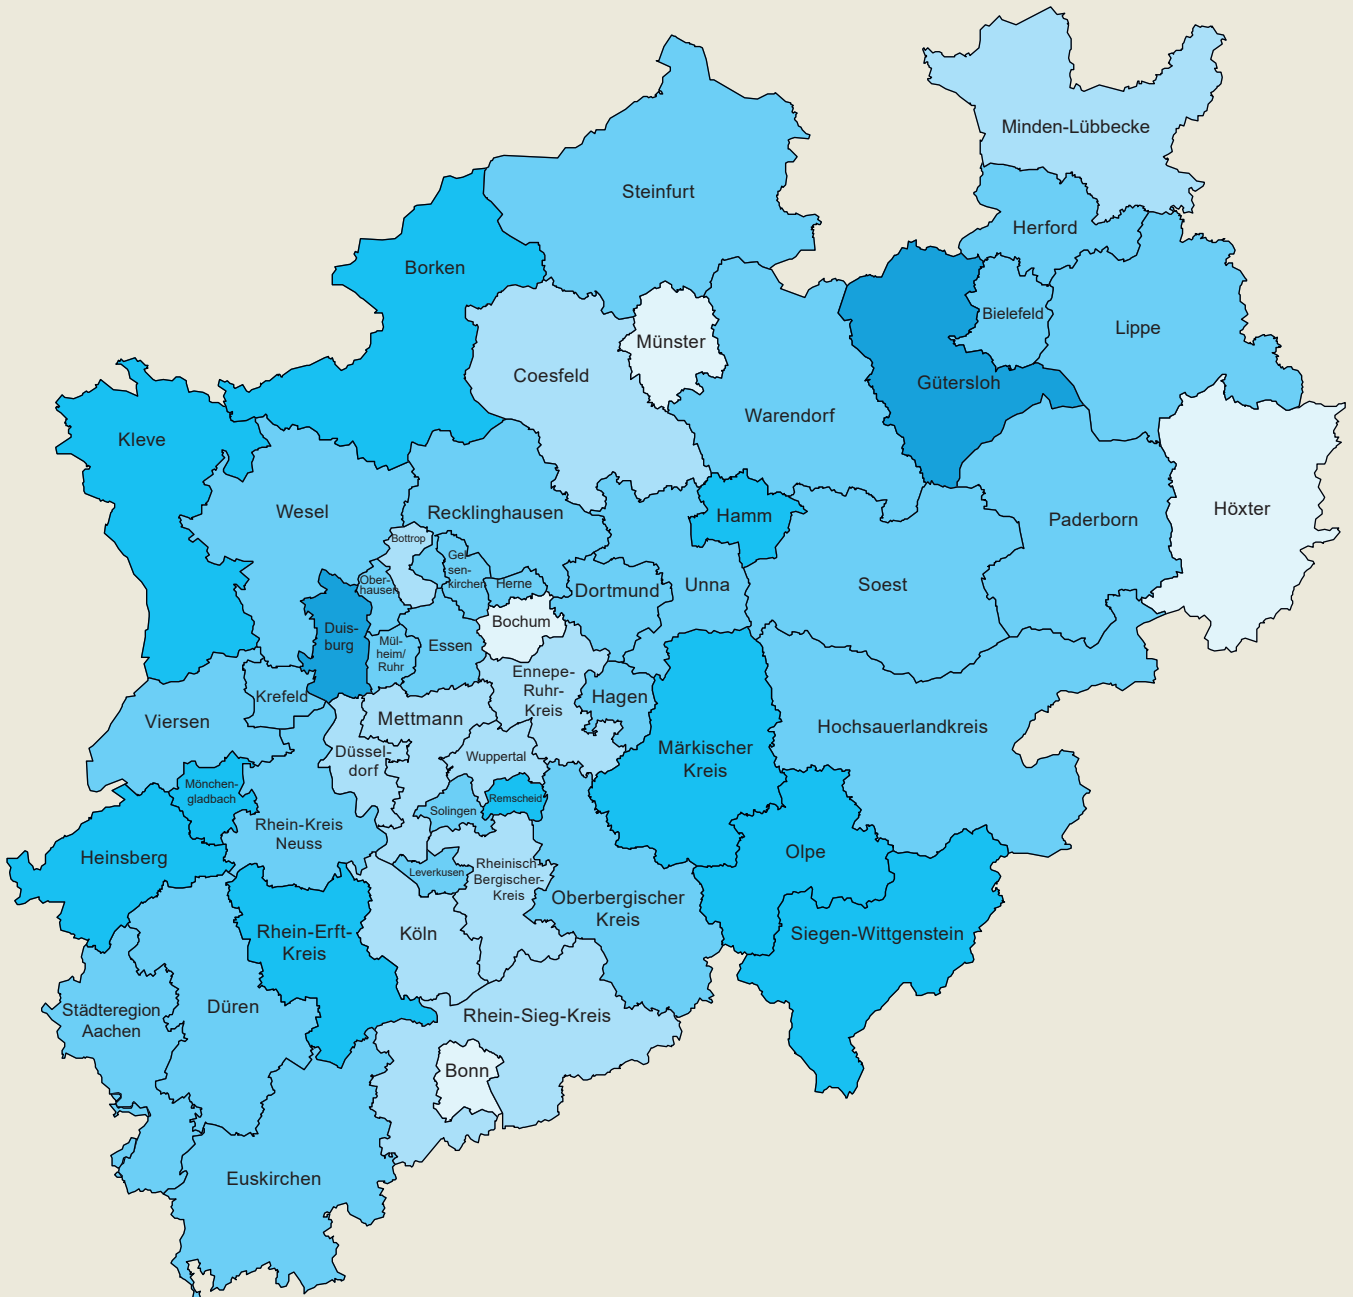 Minden-Lübbecke
Steinfurt
Herford
Borken
Bielefeld
Lippe
Münster
Coesfeld
Gütersloh
Warendorf
Kleve
Wesel
Recklinghausen
Hamm
Paderborn
Höxter
Bottrop
Gel-
sen-
kirchen
Ober-
hausen
Herne
Dortmund
Unna
Soest
Duis-
burg
Bochum
Mül-
heim/
Ruhr
Essen
Ennepe-
Ruhr-
Kreis
Hagen
Krefeld
Viersen
Mettmann
Hochsauerlandkreis
Düssel-
dorf
Wuppertal
Märkischer
Kreis
Mönchen-
gladbach
Remscheid
Solingen
Rhein-Kreis
Neuss
Heinsberg
Olpe
Leverkusen
Rheinisch-
Bergischer-
Kreis
Oberbergischer
Kreis
Rhein-Erft-
Kreis
Köln
Siegen-Wittgenstein
Städteregion
Aachen
Düren
Rhein-Sieg-Kreis
Bonn
Euskirchen